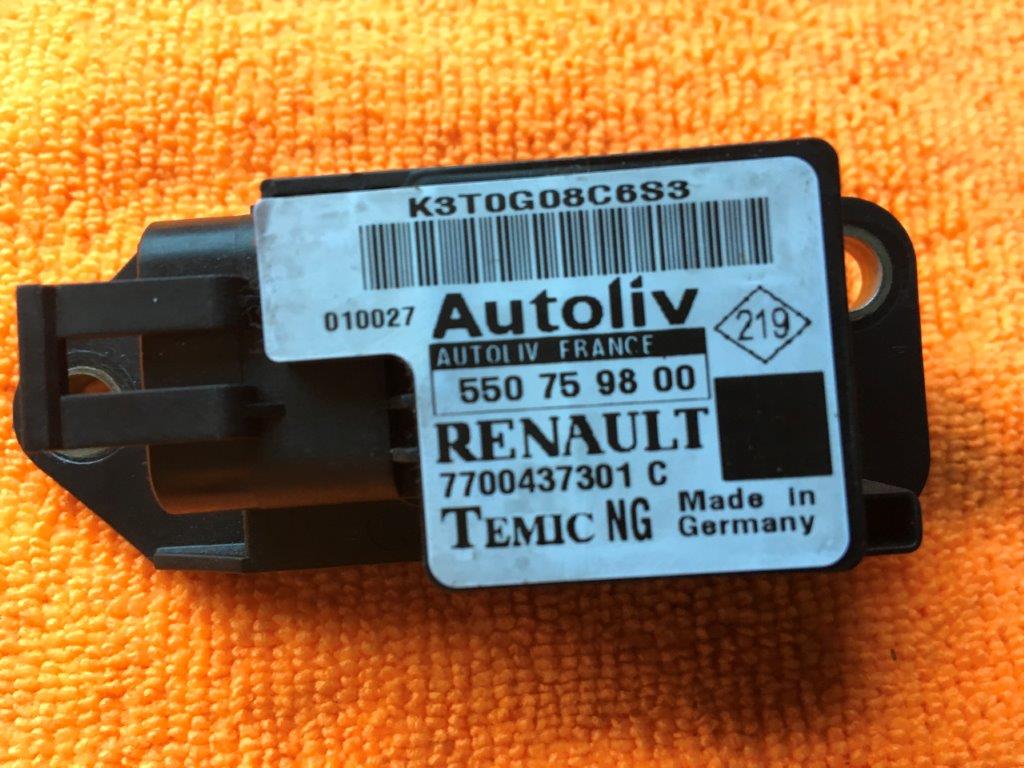 K3T0G08C6S3
010027
Autoliv
219
AUTOLIV FRANCE
550 75 98 00
RENAULT
7700437301 C
TEMIC NG
Made in
Germany